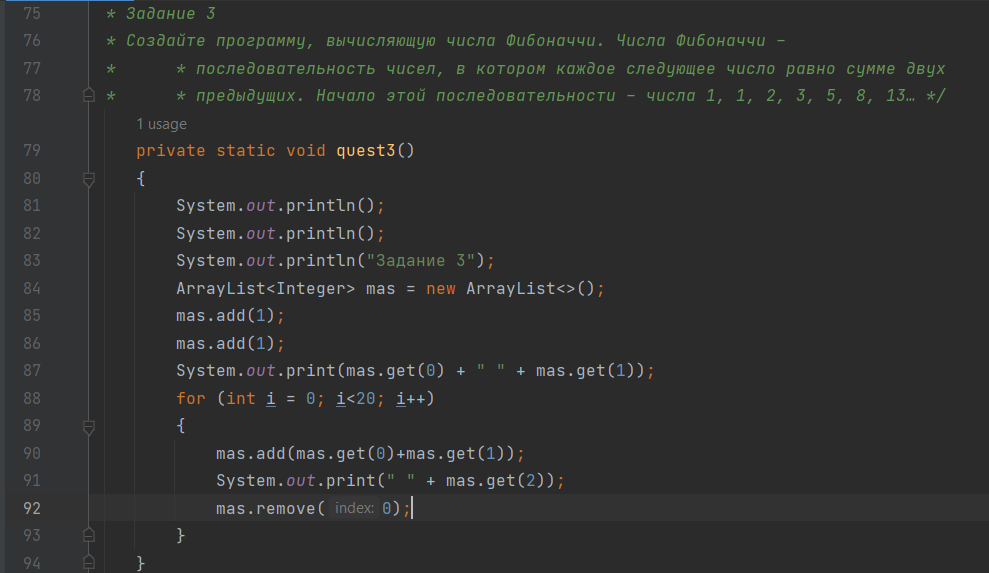 75 * Задание 3
76 * Создайте программу, вычисляющую числа Фибоначчи. Числа Фибоначчи –
77 * * последовательность чисел, в котором каждое следующее число равно сумме двух
78 * * предыдущих. Начало этой последовательности – числа 1, 1, 2, 3, 5, 8, 13… */
1 usage
79 private static void quest3()
80 {
81 System.out.println();
82 System.out.println();
83 System.out.println("Задание 3");
84 ArrayList<Integer> mas = new ArrayList<>();
85 mas.add(1);
86 mas.add(1);
87 System.out.print(mas.get(0) + " " + mas.get(1));
88 for (int i = 0; i<20; i++)
89 {
90 mas.add(mas.get(0)+mas.get(1));
91 System.out.print(" " + mas.get(2));
92 mas.remove( index: 0);
93 }
94 }